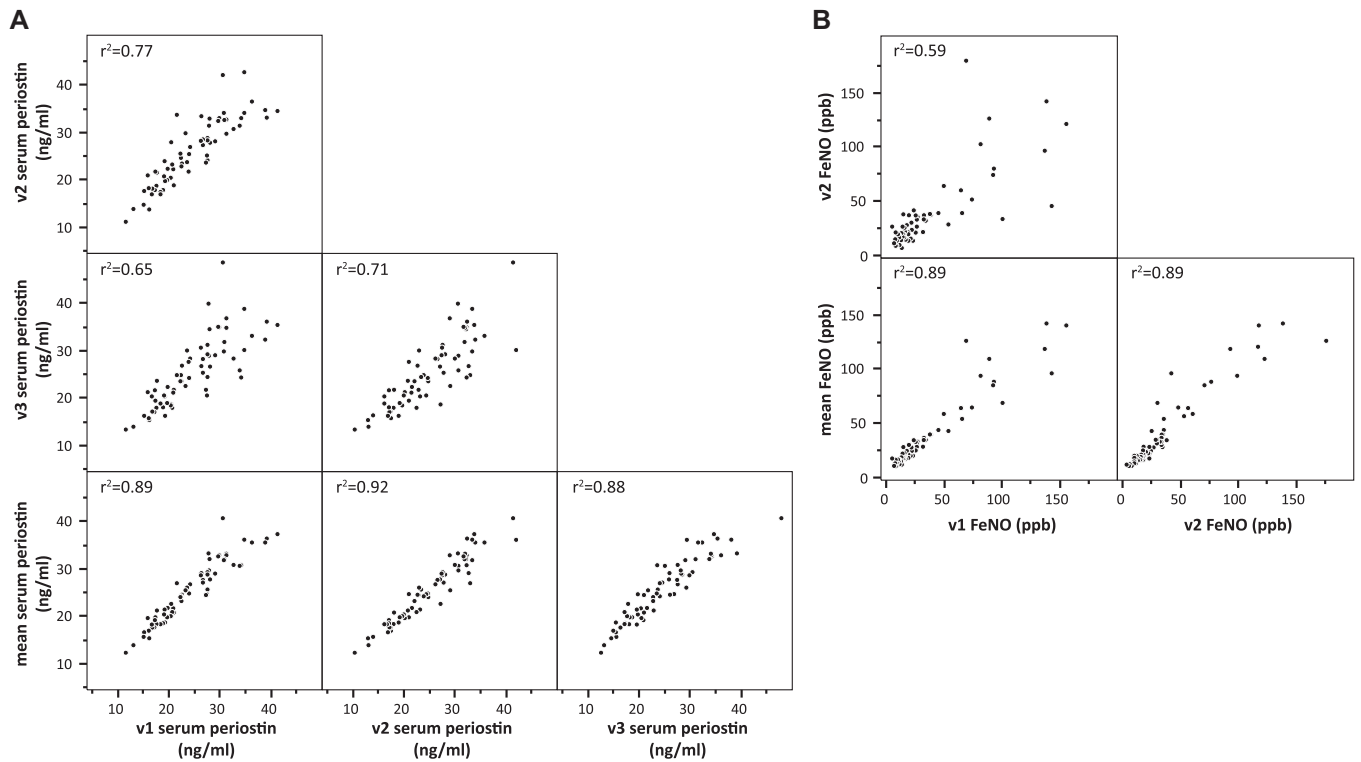 A
r²=0.77
v2 serum periostin
(ng/ml)
40
30
20
10
r²=0.65
r²=0.71
v3 serum periostin
(ng/ml)
40
30
20
10
r²=0.89
r²=0.92
r²=0.88
mean serum periostin
(ng/ml)
40
30
20
10
10 20 30 40
10 20 30 40
10 20 30 40
v1 serum periostin
(ng/ml)
v2 serum periostin
(ng/ml)
v3 serum periostin
(ng/ml)
B
r²=0.59
v2 FeNO (ppb)
150
100
50
0
r²=0.89
r²=0.89
mean FeNO (ppb)
150
100
50
0
0 50 100 150
0 50 100 150
v1 FeNO (ppb)
v2 FeNO (ppb)